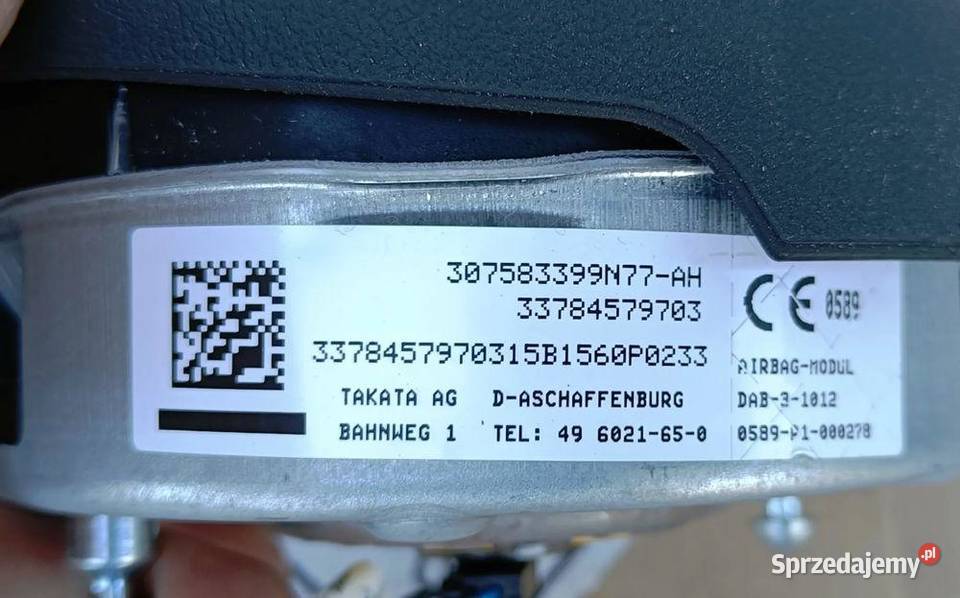 307583399N77-AH
33784579703
3378457970315B1560P0233
TAKATA AG D-ASCHAFFENBURG
BAHNWEG 1 TEL: 49 6021-65-0
CE 0589
AIRBAG-MODUL
DAB-3-1012
0589-P1-000278
Sprzedajemy.pl